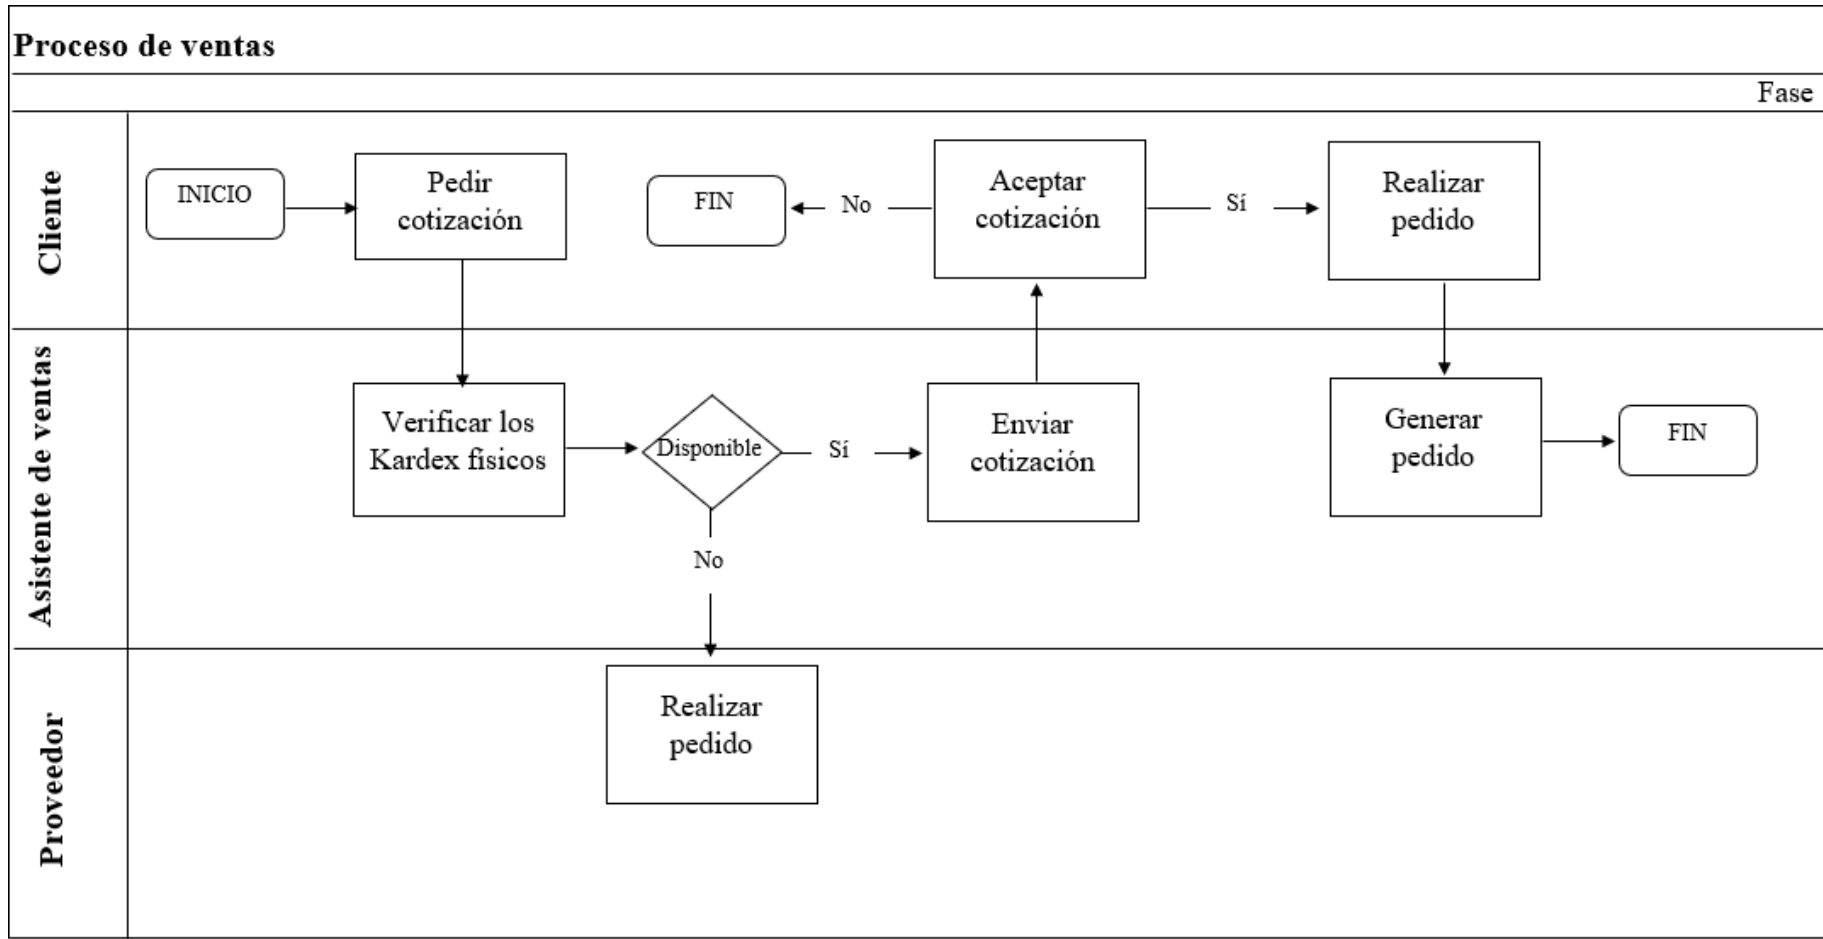 Proceso de ventas
Fase
Cliente
INICIO
Pedir
cotización
FIN
No
Aceptar
cotización
Sí
Realizar
pedido
Asistente de ventas
Verificar los
Kardex físicos
Disponible
Sí
Enviar
cotización
Generar
pedido
FIN
No
Proveedor
Realizar
pedido